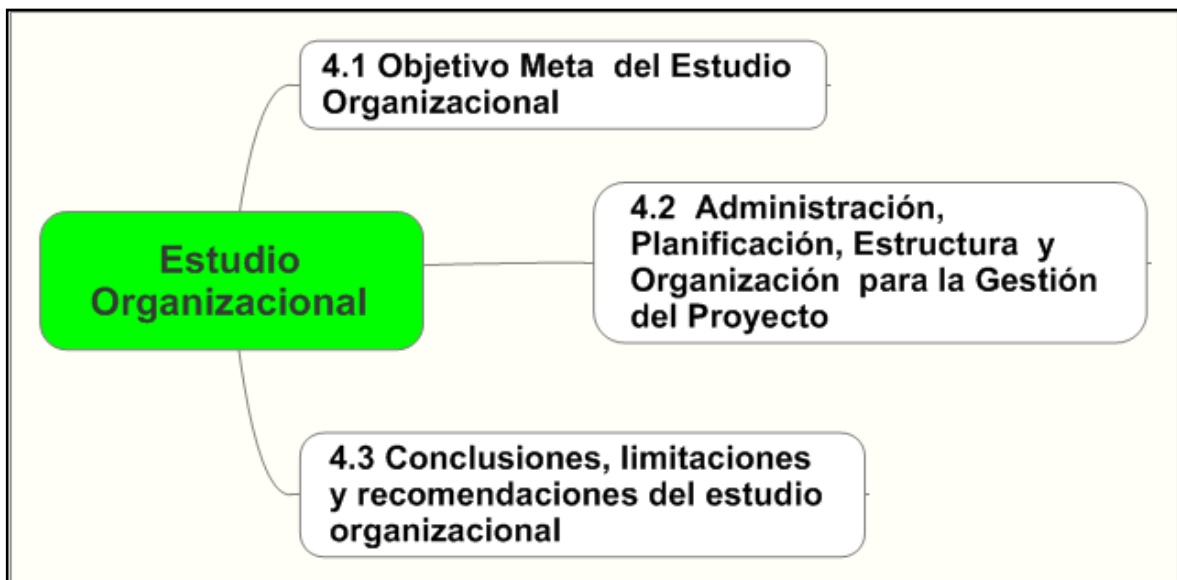 4.1 Objetivo Meta del Estudio
Organizacional
Estudio
Organizacional
4.2 Administración,
Planificación, Estructura y
Organización para la Gestión
del Proyecto
4.3 Conclusiones, limitaciones
y recomendaciones del estudio
organizacional